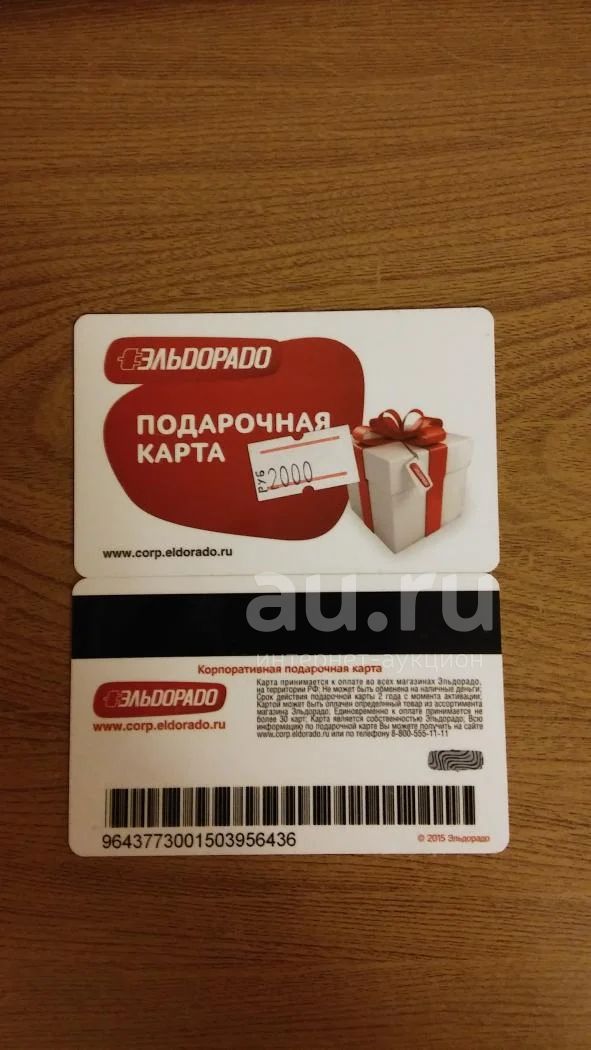 ЭЛЬДОРАДО
ПОДАРОЧНАЯ
КАРТА
РУБ 2000
www.corp.eldorado.ru
au.ru
интернет-аукцион
Корпоративная подарочная карта
ЭЛЬДОРАДО
www.corp.eldorado.ru
Карта принимается к оплате во всех магазинах Эльдорадо,
на территории РФ; Не может быть обменена на наличные деньги;
Срок действия подарочной карты 2 года с момента активации;
Картой может быть оплачен определенный товар из ассортимента
магазина Эльдорадо; Единовременно к оплате принимается не
более 30 карт; Карта является собственностью Эльдорадо; Всю
информацию по подарочной карте Вы можете получить на сайте
www.corp.eldorado.ru или по телефону 8-800-555-11-11
9643773001503956436
© 2015 Эльдорадо